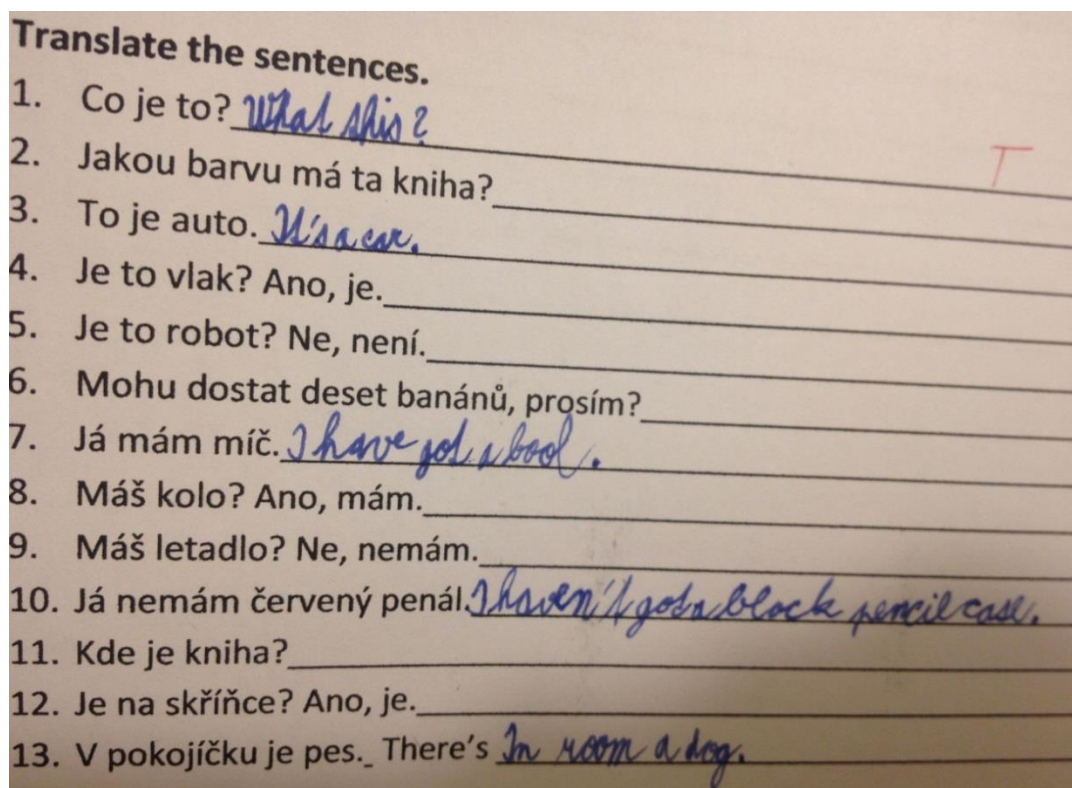 Translate the sentences.
1. Co je to? What this?
T
2. Jakou barvu má ta kniha?
3. To je auto. It's a car.
4. Je to vlak? Ano, je.
5. Je to robot? Ne, není.
6. Mohu dostat deset banánů, prosím?
7. Já mám míč. I have got a bool.
8. Máš kolo? Ano, mám.
9. Máš letadlo? Ne, nemám.
10. Já nemám červený penál. I haven't got a block pencil case.
11. Kde je kniha?
12. Je na skříňce? Ano, je.
13. V pokojíčku je pes. There's In room a dog.